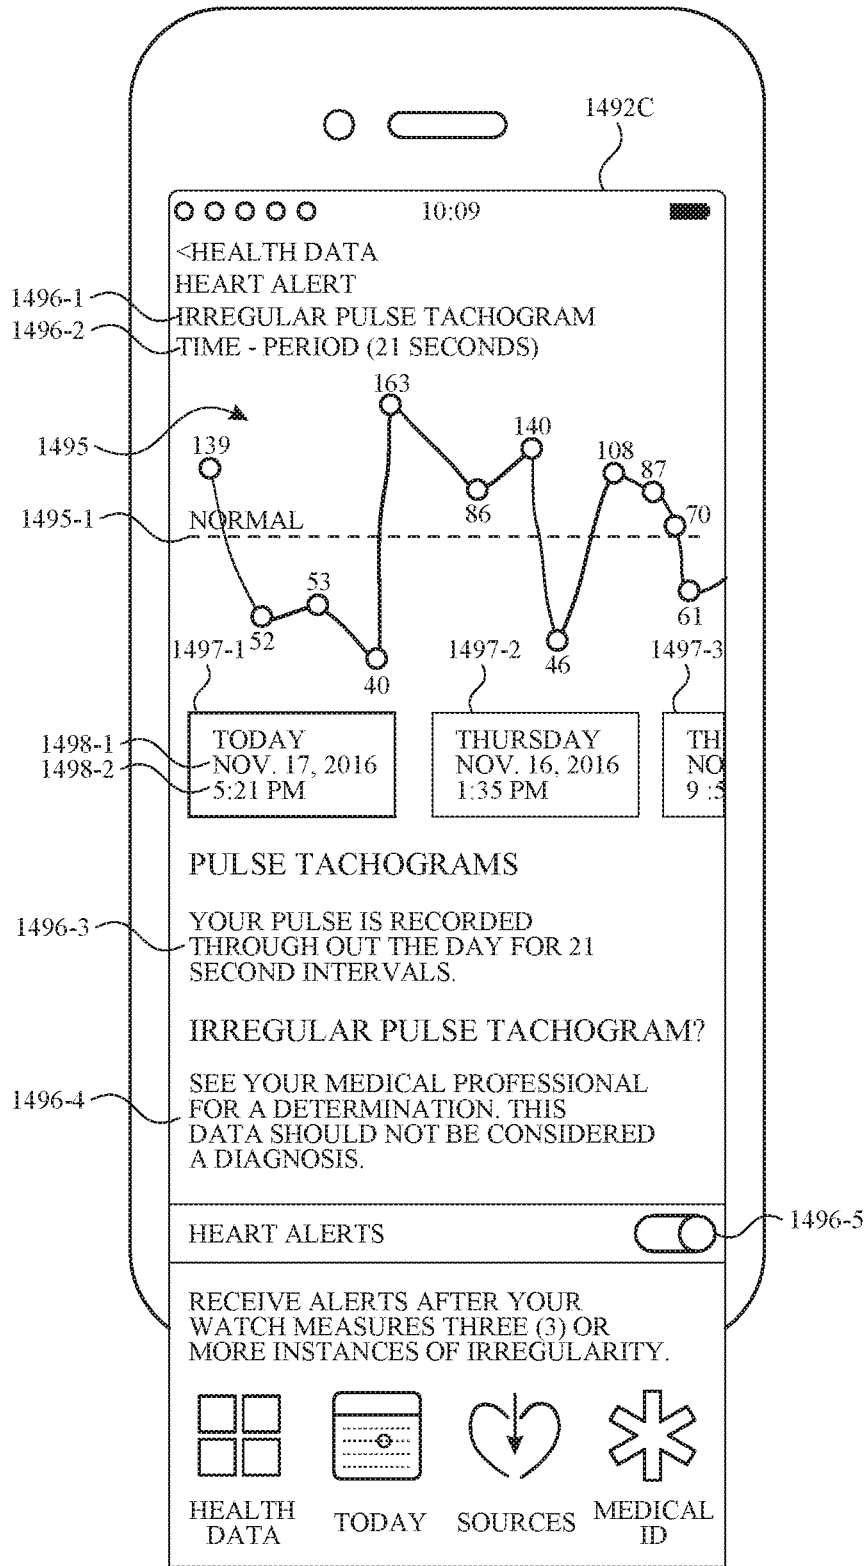 1492C
10:09
<HEALTH DATA
HEART ALERT
1496-1
IRREGULAR PULSE TACHOGRAM
1496-2
TIME - PERIOD (21 SECONDS)
163
1495
139
140
108
87
86
70
1495-1
NORMAL
53
52
61
46
40
1497-1
1497-2
1497-3
1498-1
1498-2
TODAY
NOV. 17, 2016
5:21 PM
THURSDAY
NOV. 16, 2016
1:35 PM
TH
NO
9 :5
PULSE TACHOGRAMS
1496-3
YOUR PULSE IS RECORDED
THROUGH OUT THE DAY FOR 21
SECOND INTERVALS.
IRREGULAR PULSE TACHOGRAM?
1496-4
SEE YOUR MEDICAL PROFESSIONAL
FOR A DETERMINATION. THIS
DATA SHOULD NOT BE CONSIDERED
A DIAGNOSIS.
HEART ALERTS
1496-5
RECEIVE ALERTS AFTER YOUR
WATCH MEASURES THREE (3) OR
MORE INSTANCES OF IRREGULARITY.
HEALTH
DATA
TODAY
SOURCES
MEDICAL
ID